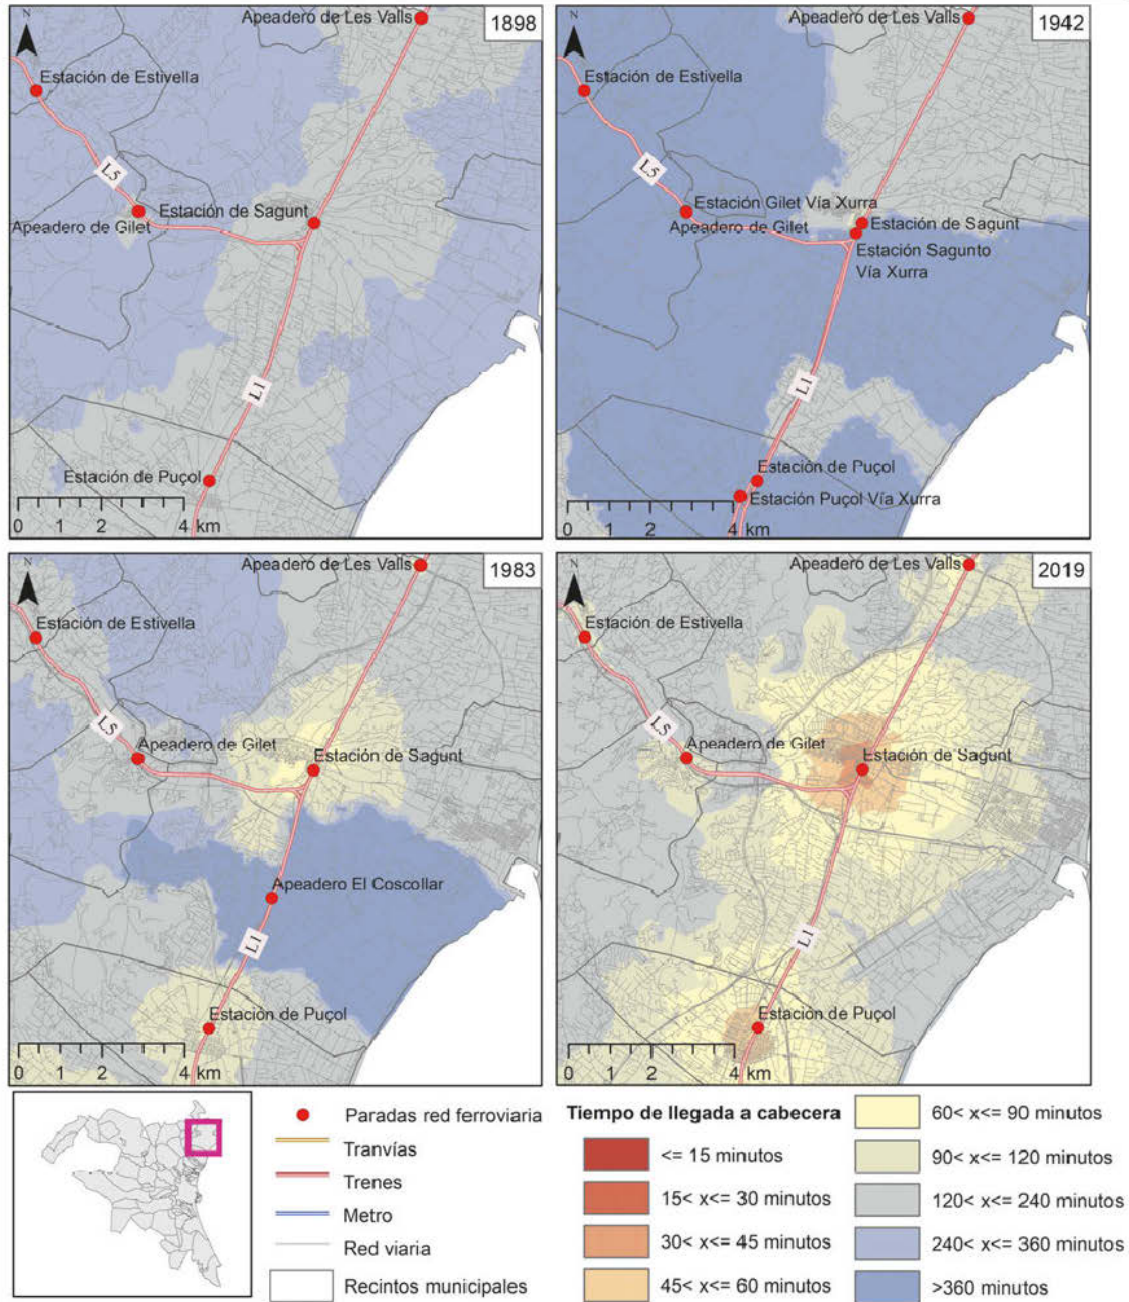 N
Apeadero de Les Valls
1898
Estación de Estivella
L5
Estación de Sagunt
Apeadero de Gilet
L1
Estación de Puçol
0 1 2 4 km
N
Apeadero de Les Valls
1942
Estación de Estivella
L5
Estación Gilet Vía Xurra
Apeadero de Gilet
Estación de Sagunt
Estación Sagunto
Vía Xurra
L1
Estación de Puçol
Estación Puçol Vía Xurra
0 1 2 4 km
N
Apeadero de Les Valls
1983
Estación de Estivella
L5
Apeadero de Gilet
Estación de Sagunt
Apeadero El Coscollar
L1
Estación de Puçol
0 1 2 4 km
N
Apeadero de Les Valls
2019
Estación de Estivella
L5
Apeadero de Gilet
Estación de Sagunt
L1
Estación de Puçol
0 1 2 4 km
Paradas red ferroviaria
Tranvías
Trenes
Metro
Red viaria
Recintos municipales
Tiempo de llegada a cabecera
<= 15 minutos
15< x<= 30 minutos
30< x<= 45 minutos
45< x<= 60 minutos
60< x<= 90 minutos
90< x<= 120 minutos
120< x<= 240 minutos
240< x<= 360 minutos
>360 minutos